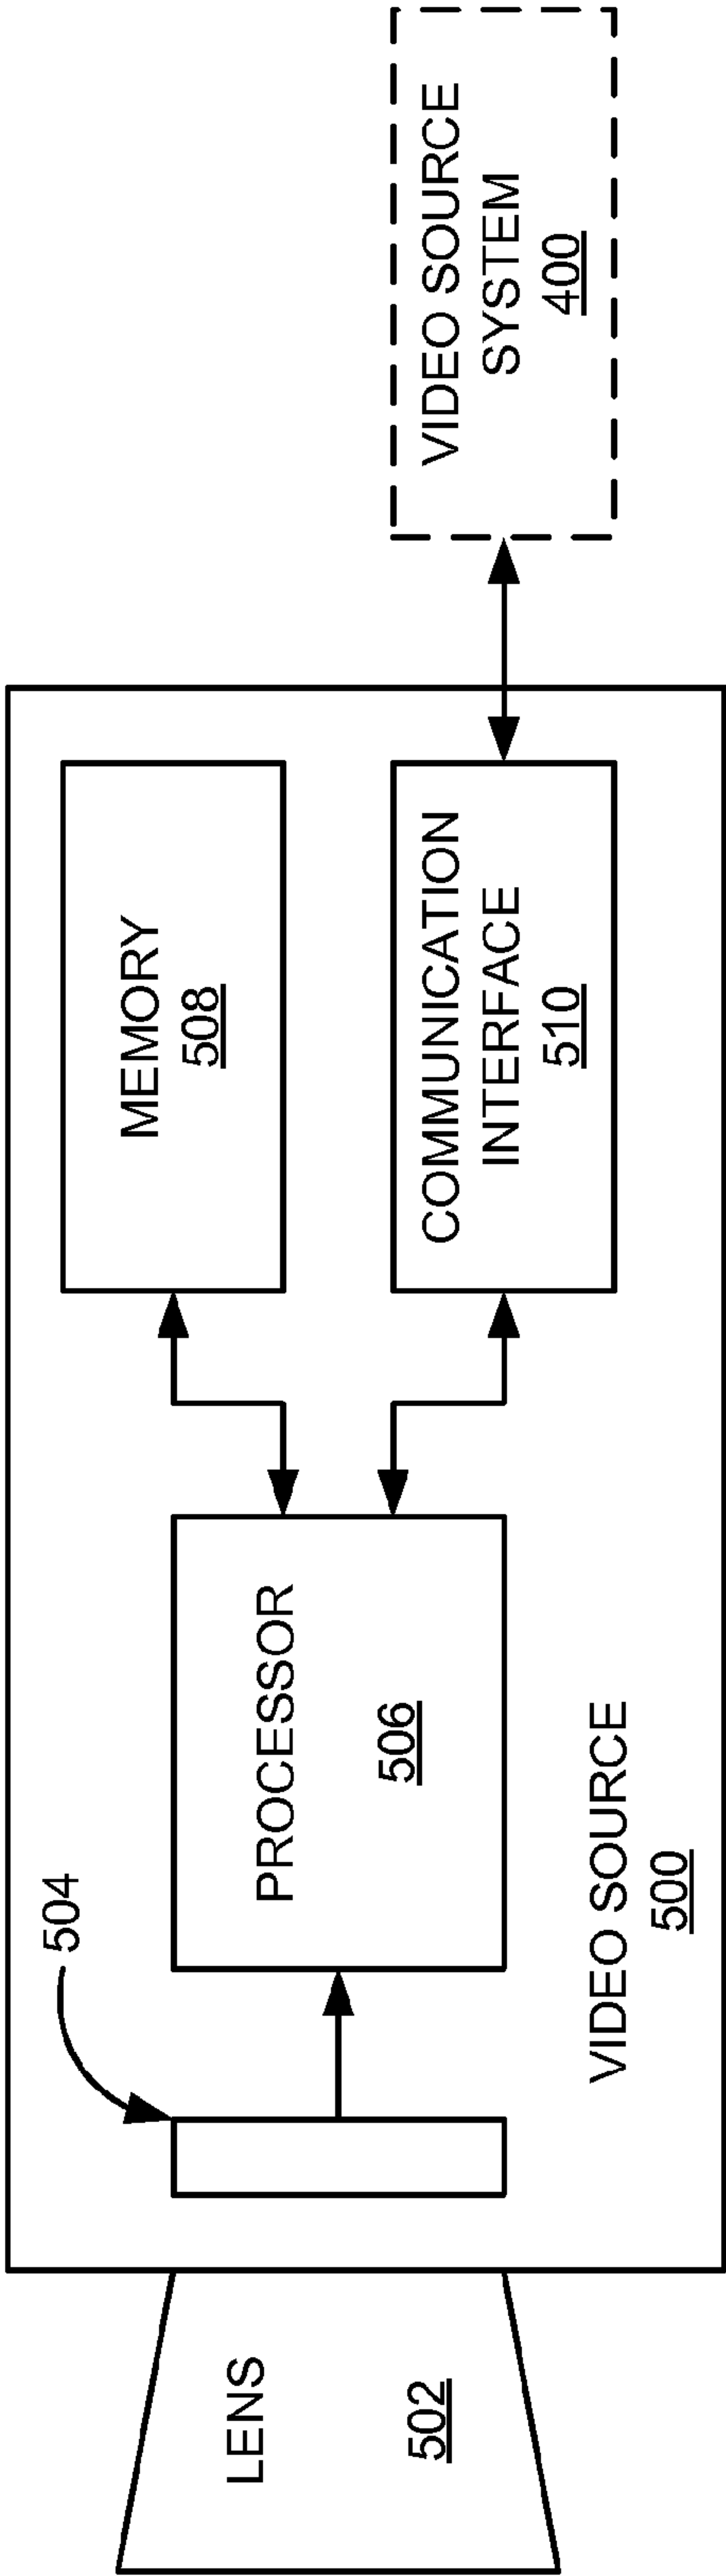 LENS
502
504
PROCESSOR
506
MEMORY
508
COMMUNICATION
INTERFACE
510
VIDEO SOURCE
500
VIDEO SOURCE
SYSTEM
400